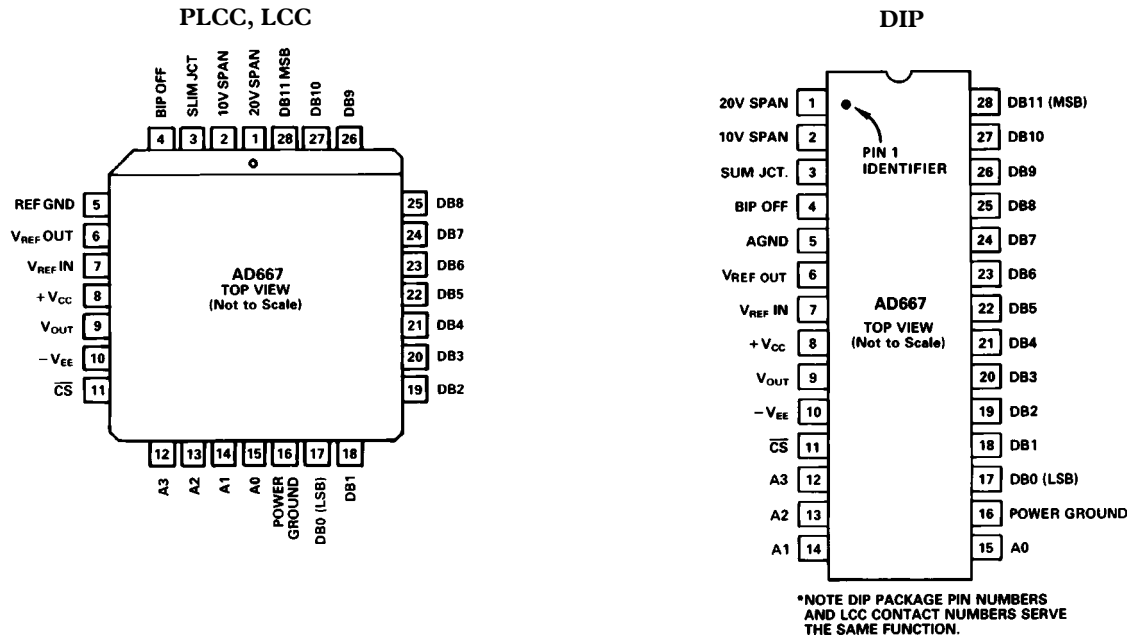 PLCC, LCC
BIP OFF
SLIM JCT
10V SPAN
20V SPAN
DB11 MSB
DB10
DB9
4 3 2 1 28 27 26
REF GND 5
VREF OUT 6
VREF IN 7
+ VCC 8
VOUT 9
– VEE 10
CS 11
AD667
TOP VIEW
(Not to Scale)
25 DB8
24 DB7
23 DB6
22 DB5
21 DB4
20 DB3
19 DB2
12 13 14 15 16 17 18
A3
A2
A1
A0
POWER
GROUND
DB0 (LSB)
DB1
DIP
20V SPAN 1
10V SPAN 2
SUM JCT. 3
BIP OFF 4
AGND 5
VREF OUT 6
VREF IN 7
+ VCC 8
VOUT 9
– VEE 10
CS 11
A3 12
A2 13
A1 14
PIN 1
IDENTIFIER
AD667
TOP VIEW
(Not to Scale)
28 DB11 (MSB)
27 DB10
26 DB9
25 DB8
24 DB7
23 DB6
22 DB5
21 DB4
20 DB3
19 DB2
18 DB1
17 DB0 (LSB)
16 POWER GROUND
15 A0
*NOTE DIP PACKAGE PIN NUMBERS
AND LCC CONTACT NUMBERS SERVE
THE SAME FUNCTION.